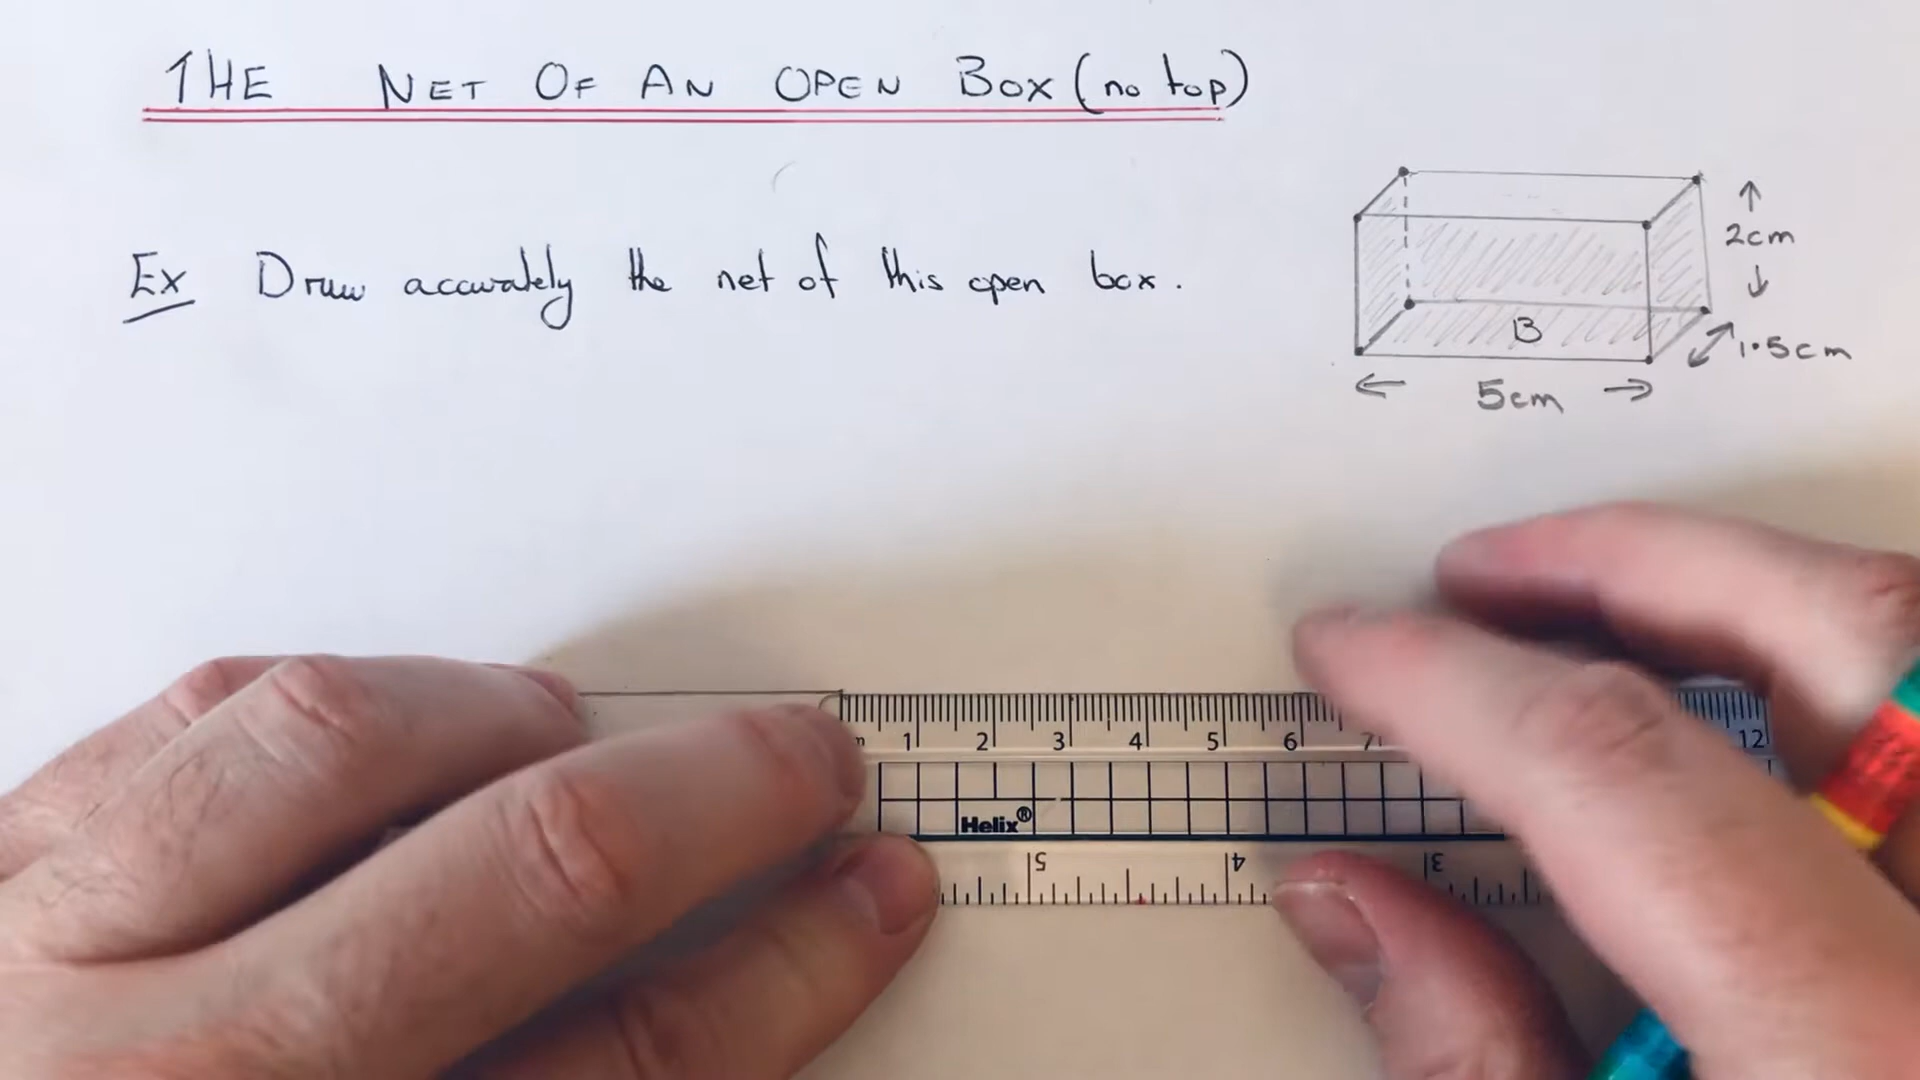 THE NET OF AN OPEN BOX (no top)
Ex Draw accurately the net of this open box.
2cm
B
1.5cm
5cm
1 2 3 4 5 6 7 12
Helix®
5 4 3